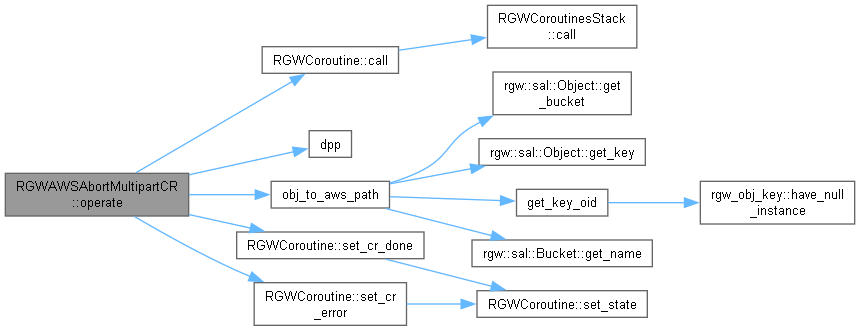 RGWAWSAbortMultipartCR
::operate
RGWCoroutine::call
RGWCoroutinesStack
::call
dpp
obj_to_aws_path
rgw::sal::Object::get
_bucket
rgw::sal::Object::get_key
get_key_oid
rgw_obj_key::have_null
_instance
rgw::sal::Bucket::get_name
RGWCoroutine::set_cr_done
RGWCoroutine::set_cr
_error
RGWCoroutine::set_state